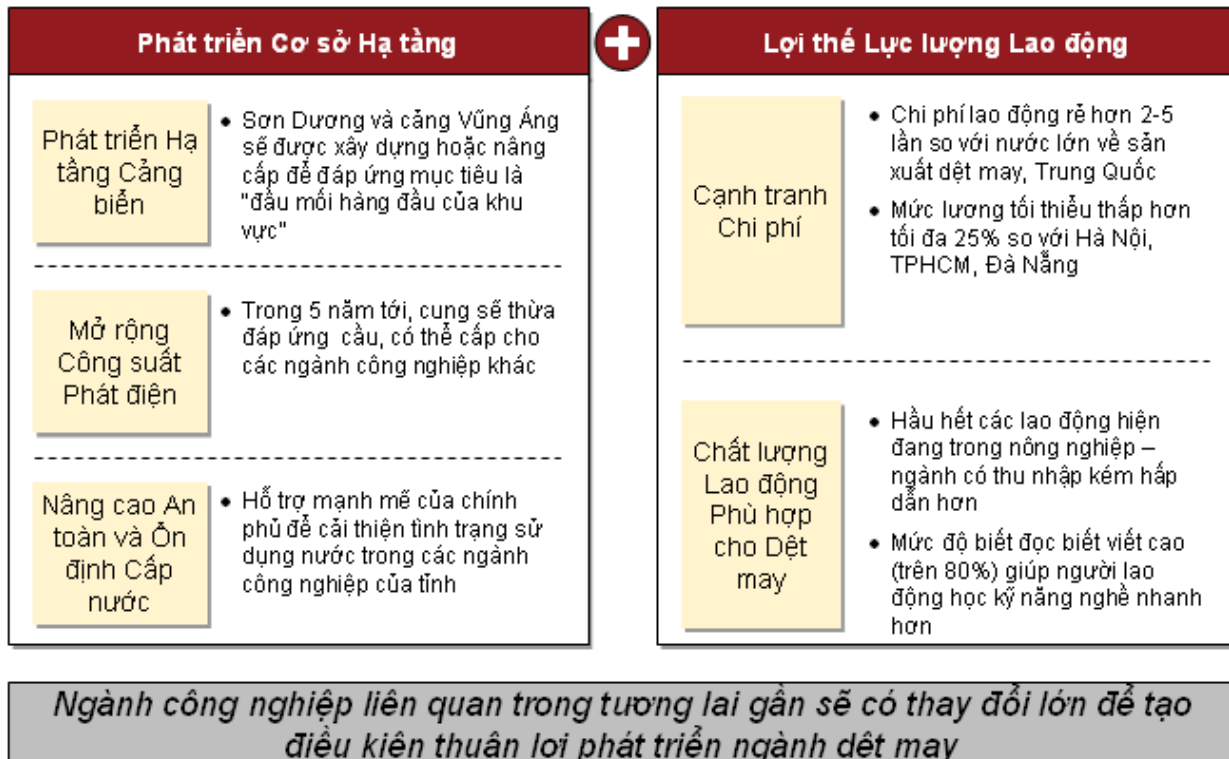 Phát triển Cơ sở Hạ tầng
Phát triển Hạ
tầng Cảng
biển
• Sơn Dương và cảng Vũng Áng
sẽ được xây dựng hoặc nâng
cấp để đáp ứng mục tiêu là
"đầu mối hàng đầu của khu
vực"
Mở rộng
Công suất
Phát điện
• Trong 5 năm tới, cung sẽ thừa
đáp ứng cầu, có thể cấp cho
các ngành công nghiệp khác
Nâng cao An
toàn và Ổn
định Cấp
nước
• Hỗ trợ mạnh mẽ của chính
phủ để cải thiện tình trạng sử
dụng nước trong các ngành
công nghiệp của tỉnh
Lợi thế Lực lượng Lao động
Cạnh tranh
Chi phí
• Chi phí lao động rẻ hơn 2-5
lần so với nước lớn về sản
xuất dệt may, Trung Quốc
• Mức lương tối thiểu thấp hơn
tối đa 25% so với Hà Nội,
TPHCM, Đà Nẵng
Chất lượng
Lao động
Phù hợp
cho Dệt
may
• Hầu hết các lao động hiện
đang trong nông nghiệp –
ngành có thu nhập kém hấp
dẫn hơn
• Mức độ biết đọc biết viết cao
(trên 80%) giúp người lao
động học kỹ năng nghề nhanh
hơn
Ngành công nghiệp liên quan trong tương lai gần sẽ có thay đổi lớn để tạo
điều kiện thuận lợi phát triển ngành dệt may